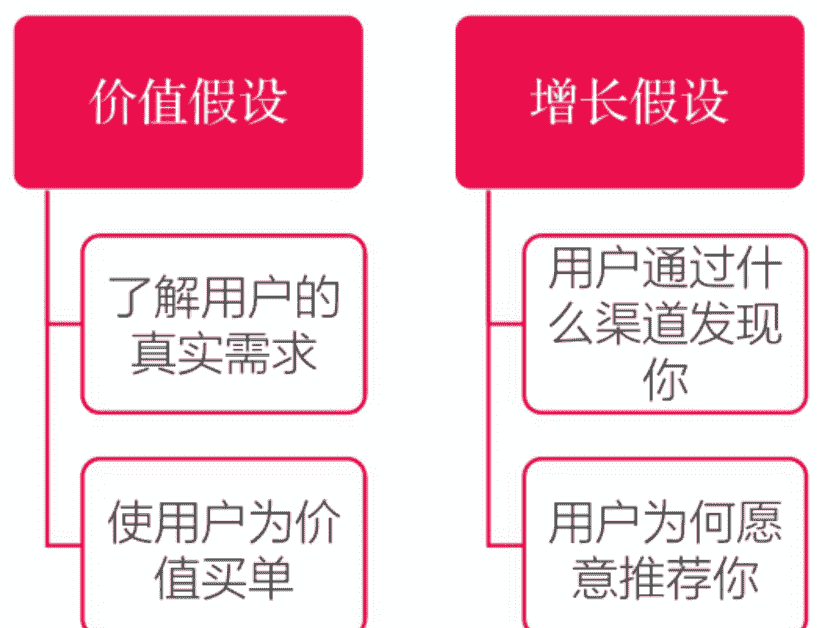 价值假设
了解用户的
真实需求
使用户为价
值买单
增长假设
用户通过什
么渠道发现
你
用户为何愿
意推荐你